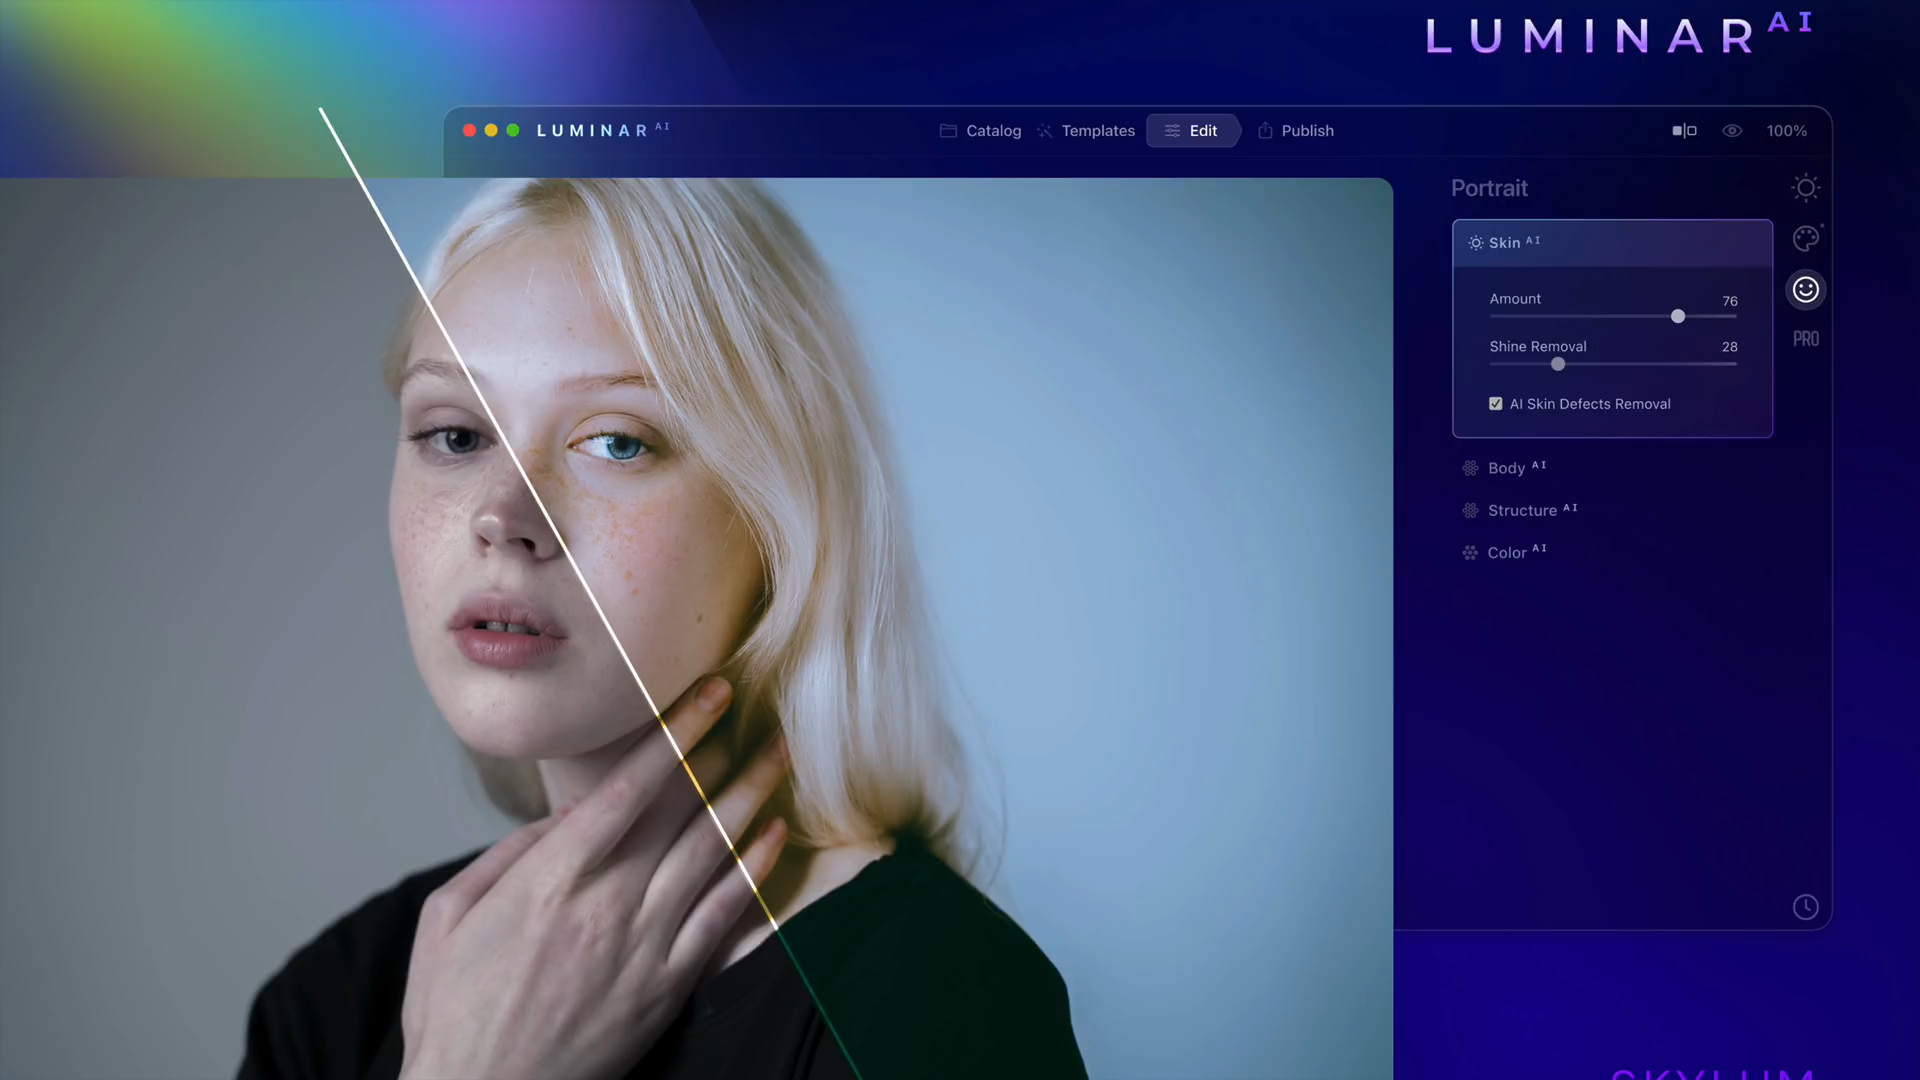 LUMINAR AI
LUMINAR AI
Catalog Templates Edit Publish 100%
Portrait
Skin AI
Amount 76
Shine Removal 28
AI Skin Defects Removal
Body AI
Structure AI
Color AI
PRO
SKYLUM